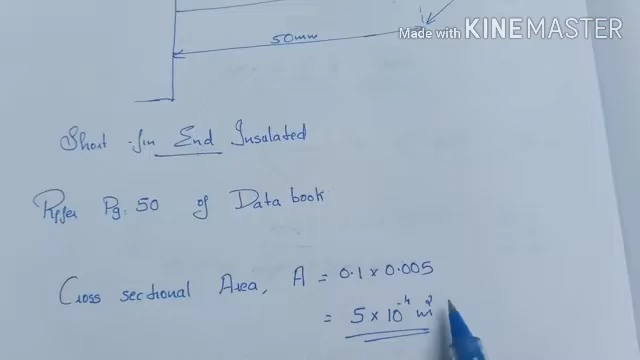 Made with KINEMASTER
50mm
Short fin End Insulated
Reffer Pg: 50 of Data book
Cross sectional Area, A = 0.1 x 0.005
= 5 x 10⁻⁴ m²